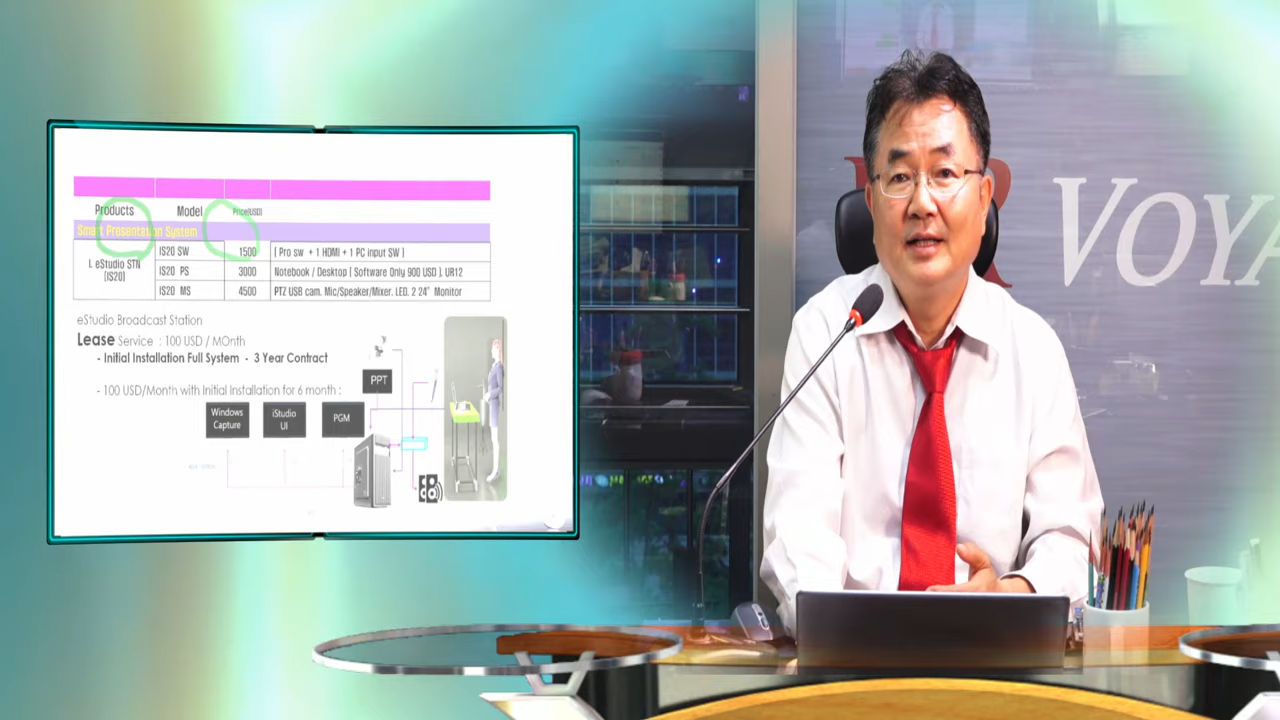 Products Model Price(USD)
Smart Presentation System
I. eStudio STN
[IS20]
IS20 SW 1500 [ Pro sw + 1 HDMI + 1 PC input SW ]
IS20 PS 3000 Notebook / Desktop [ Software Only 900 USD ], UR12
IS20 MS 4500 PTZ USB cam. Mic/Speaker/Mixer. LED. 2 24" Monitor
eStudio Broadcast Station
Lease Service : 100 USD / MOnth
- Initial Installation Full System - 3 Year Contract
- 100 USD/Month with Initial Installation for 6 month :
PPT
Windows
Capture
iStudio
UI
PGM
R VOYA